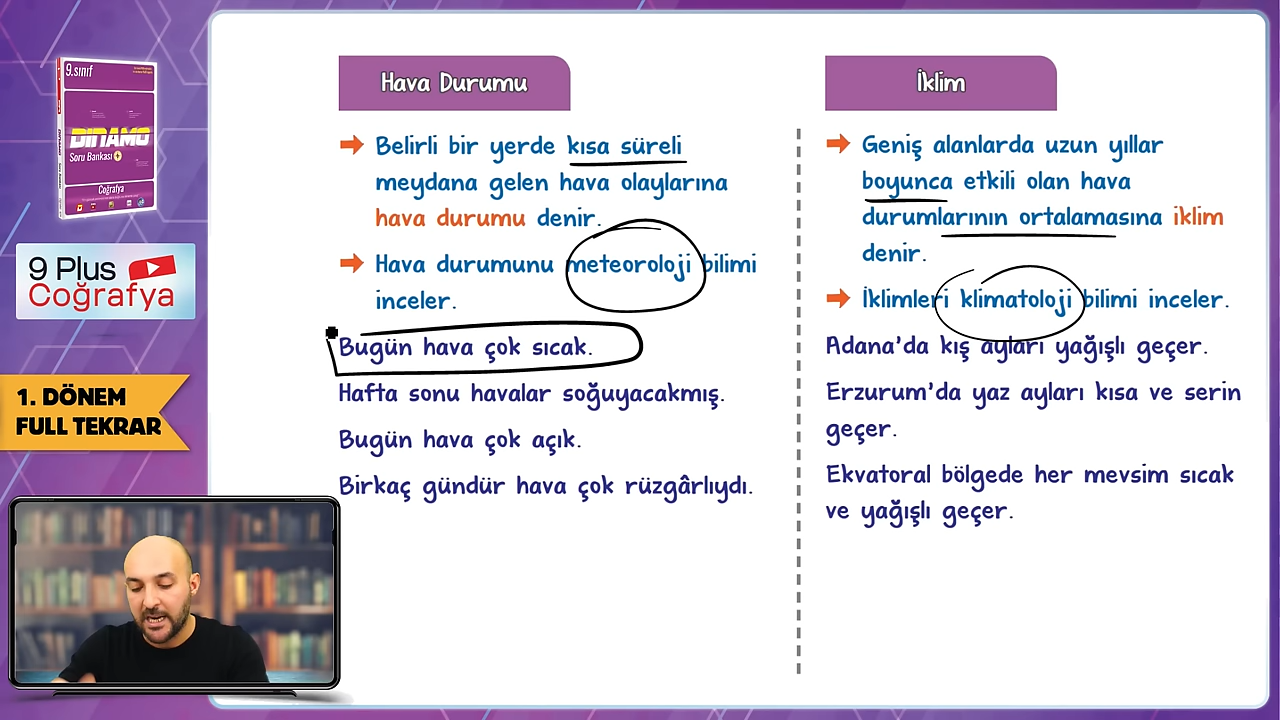 9.sınıf
DİNAMO
Soru Bankası +
Coğrafya
9 Plus
Coğrafya
1. DÖNEM
FULL TEKRAR
Hava Durumu
Belirli bir yerde kısa süreli
meydana gelen hava olaylarına
hava durumu denir.
Hava durumunu meteoroloji bilimi
inceler.
Bugün hava çok sıcak.
Hafta sonu havalar soğuyacakmış.
Bugün hava çok açık.
Birkaç gündür hava çok rüzgârlıydı.
İklim
Geniş alanlarda uzun yıllar
boyunca etkili olan hava
durumlarının ortalamasına iklim
denir.
İklimleri klimatoloji bilimi inceler.
Adana'da kış ayları yağışlı geçer.
Erzurum'da yaz ayları kısa ve serin
geçer.
Ekvatoral bölgede her mevsim sıcak
ve yağışlı geçer.